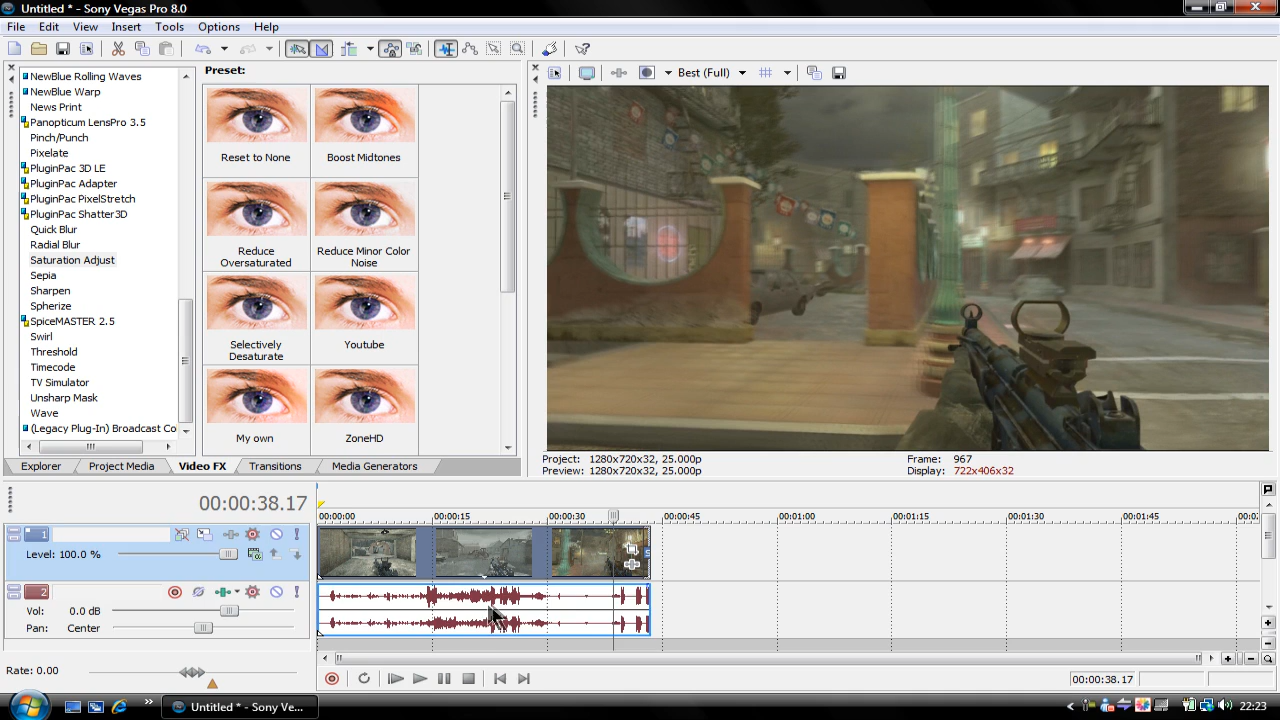 Untitled * - Sony Vegas Pro 8.0
File Edit View Insert Tools Options Help
NewBlue Rolling Waves
NewBlue Warp
News Print
Panopticum LensPro 3.5
Pinch/Punch
Pixelate
PluginPac 3D LE
PluginPac Adapter
PluginPac PixelStretch
PluginPac Shatter3D
Quick Blur
Radial Blur
Saturation Adjust
Sepia
Sharpen
Spherize
SpiceMASTER 2.5
Swirl
Threshold
Timecode
TV Simulator
Unsharp Mask
Wave
(Legacy Plug-In) Broadcast Co
Preset:
Reset to None
Boost Midtones
Reduce Oversaturated
Reduce Minor Color Noise
Selectively Desaturate
Youtube
My own
ZoneHD
Best (Full)
Explorer Project Media Video FX Transitions Media Generators
Project: 1280x720x32, 25.000p
Preview: 1280x720x32, 25.000p
Frame: 967
Display: 722x406x32
00:00:38.17
00:00:00 00:00:15 00:00:30 00:00:45 00:01:00 00:01:15 00:01:30 00:01:45
1
Level: 100.0 %
2
Vol: 0.0 dB
Pan: Center
Rate: 0.00
00:00:38.17
Untitled * - Sony Ve...
22:23